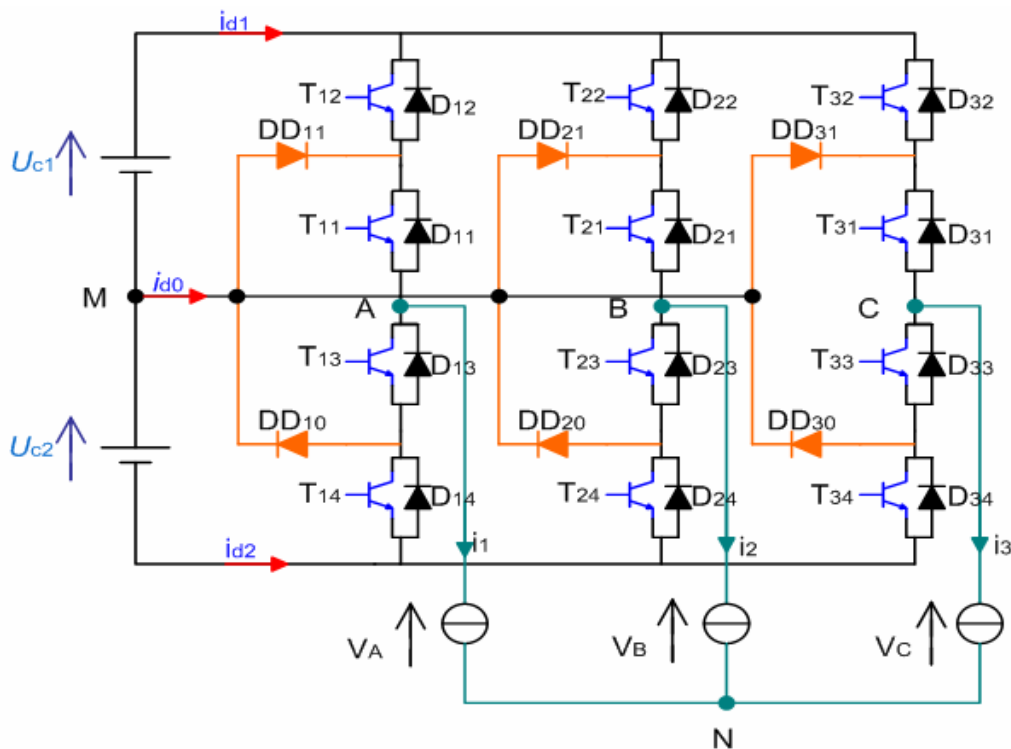 id1
T12
D12
T22
D22
T32
D32
DD11
DD21
DD31
Uc1
T11
D11
T21
D21
T31
D31
id0
M
A
B
C
T13
D13
T23
D23
T33
D33
DD10
DD20
DD30
Uc2
T14
D14
T24
D24
T34
D34
id2
i1
i2
i3
VA
VB
VC
N